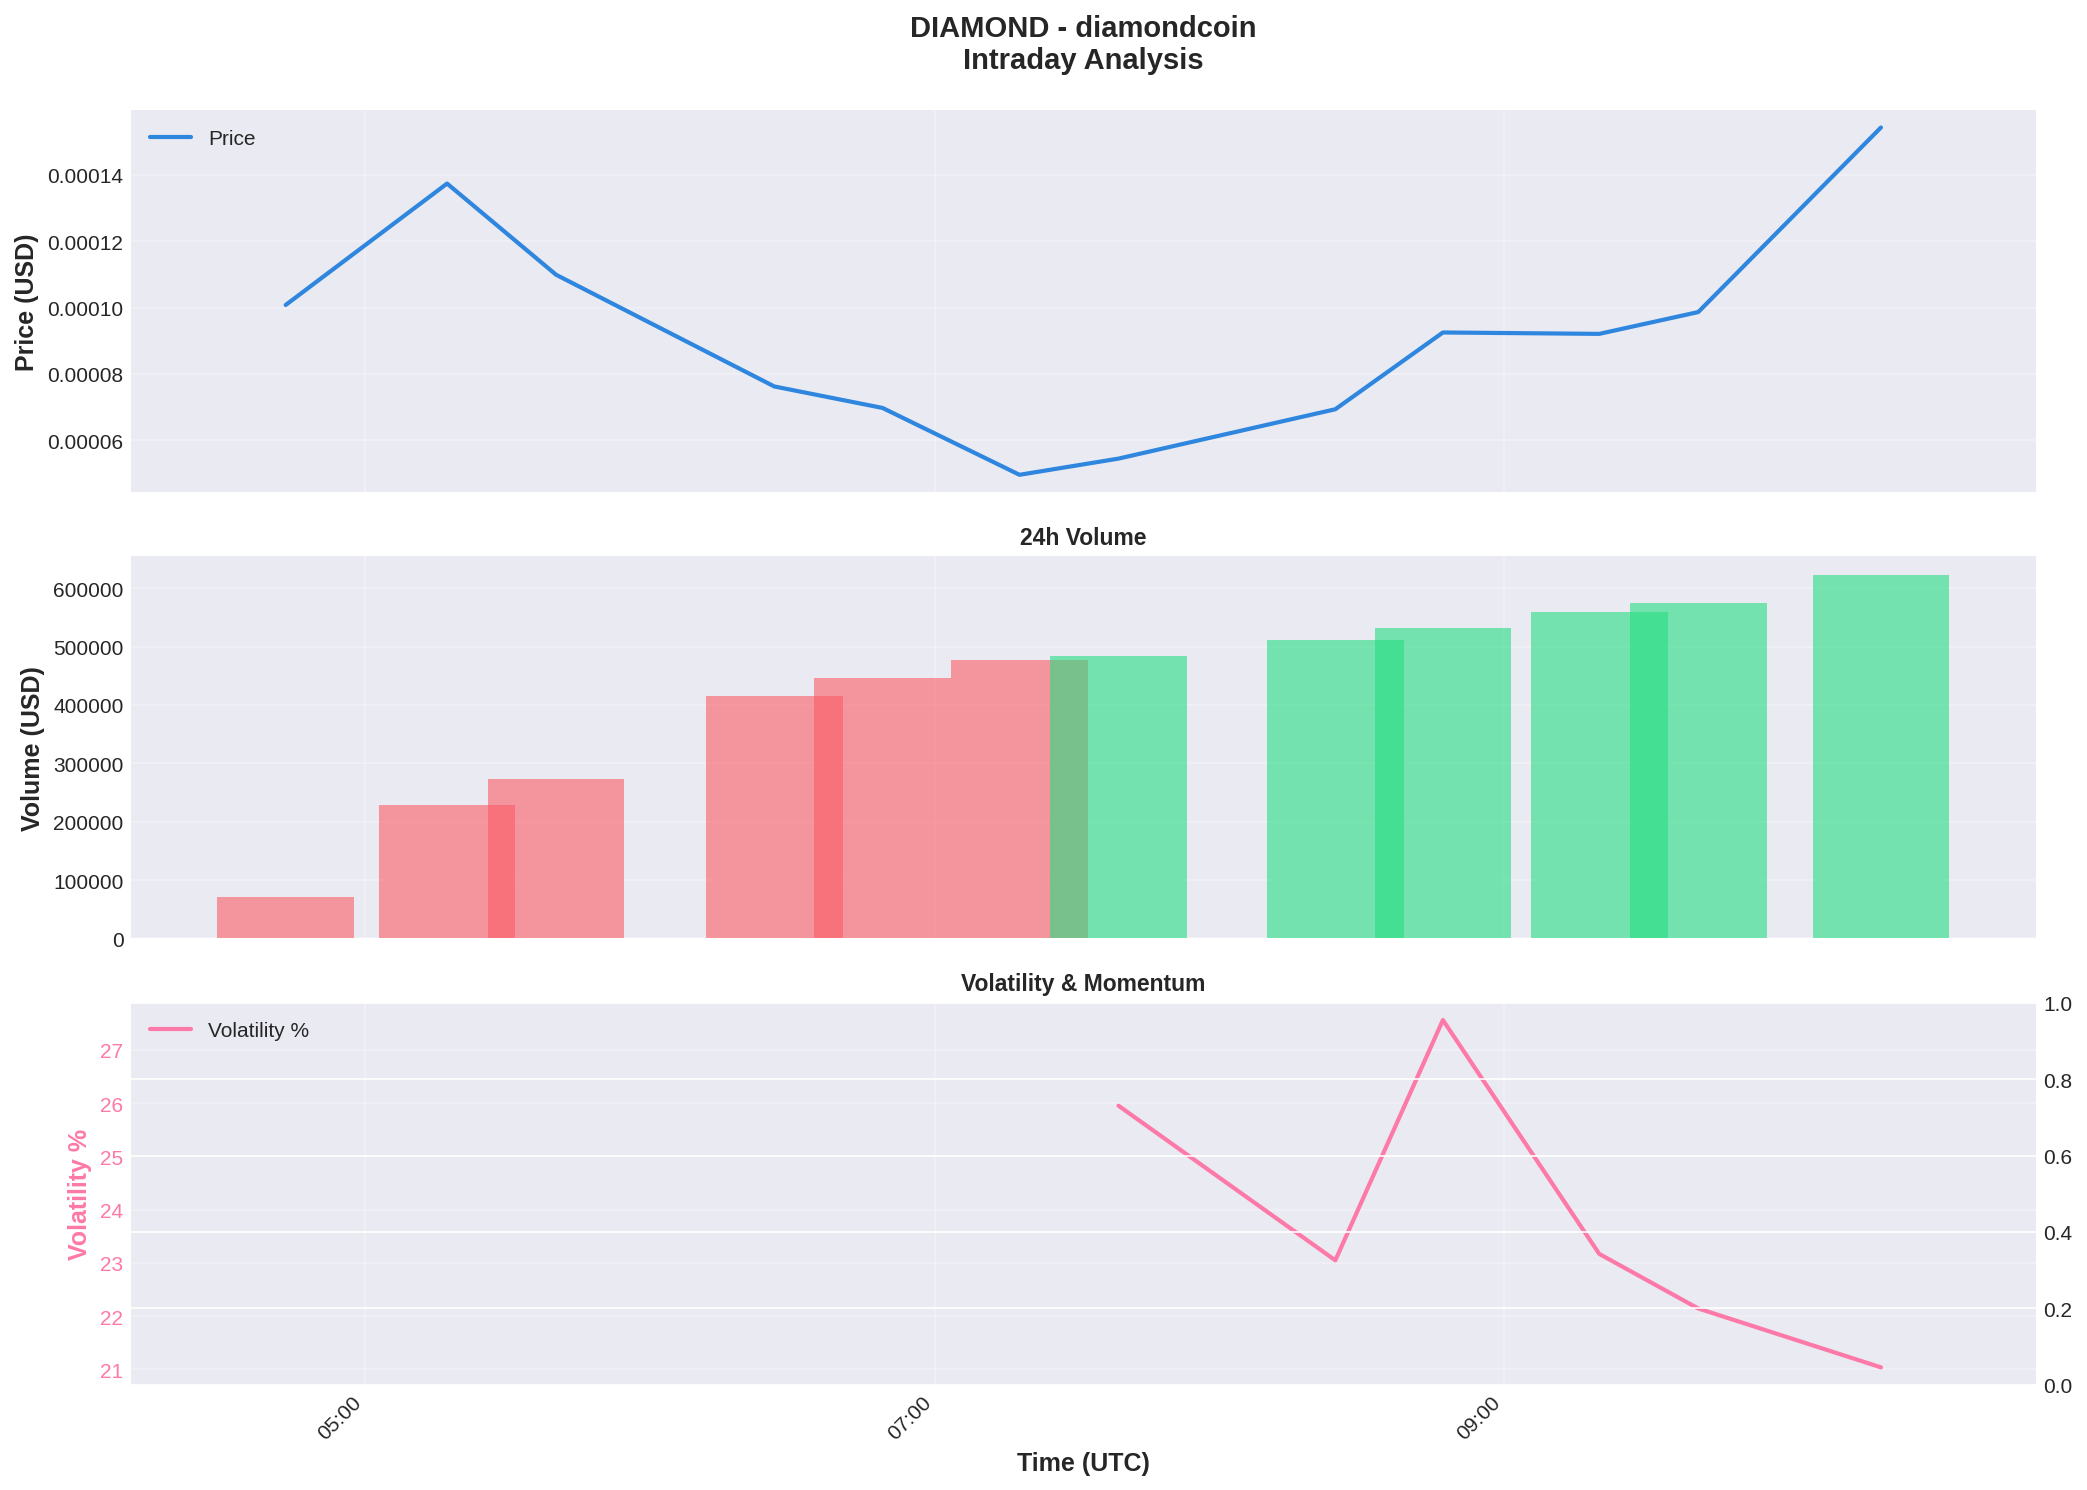 DIAMOND - diamondcoin
Intraday Analysis
Price
0.00014
0.00012
0.00010
0.00008
0.00006
Price (USD)
24h Volume
600000
500000
400000
300000
200000
100000
0
Volume (USD)
Volatility & Momentum
Volatility %
27
26
25
24
23
22
21
Volatility %
1.0
0.8
0.6
0.4
0.2
0.0
05:00
07:00
09:00
Time (UTC)